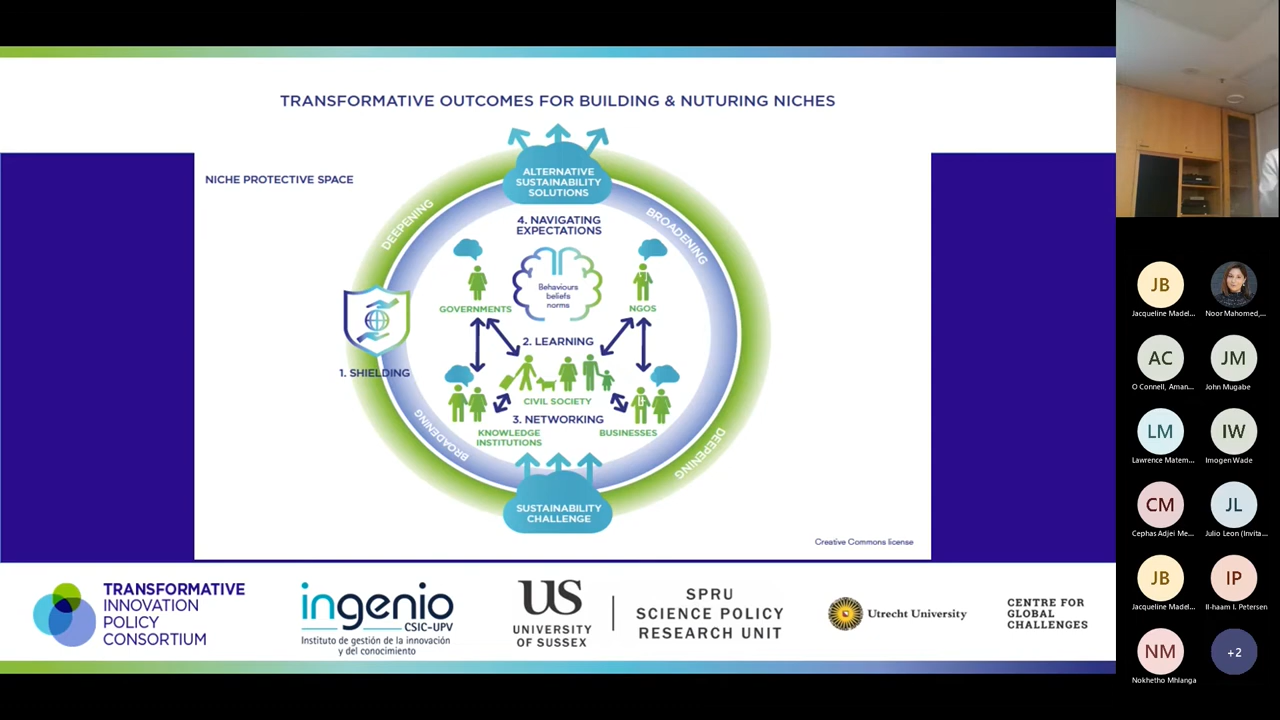 TRANSFORMATIVE OUTCOMES FOR BUILDING & NUTURING NICHES
NICHE PROTECTIVE SPACE
ALTERNATIVE
SUSTAINABILITY
SOLUTIONS
DEEPENING
BROADENING
4. NAVIGATING
EXPECTATIONS
Behaviours
beliefs
norms
GOVERNMENTS
NGOS
2. LEARNING
1. SHIELDING
CIVIL SOCIETY
3. NETWORKING
KNOWLEDGE
INSTITUTIONS
BUSINESSES
BROADENING
DEEPENING
SUSTAINABILITY
CHALLENGE
Creative Commons license
TRANSFORMATIVE
INNOVATION
POLICY
CONSORTIUM
ingenio
CSIC-UPV
Instituto de gestión de la innovación
y del conocimiento
US
UNIVERSITY
OF SUSSEX
SPRU
SCIENCE POLICY
RESEARCH UNIT
Utrecht University
CENTRE FOR
GLOBAL
CHALLENGES
JB
Jacqueline Madel...
Noor Mahomed,...
AC
O Connell, Aman...
JM
John Mugabe
LM
Lawrence Matem...
IW
Imogen Wade
CM
Cephas Adjei Me...
JL
Julio Leon (Invita...
JB
Jacqueline Madel...
IP
Il-haam I. Petersen
NM
Nokhetho Mhlanga
+2